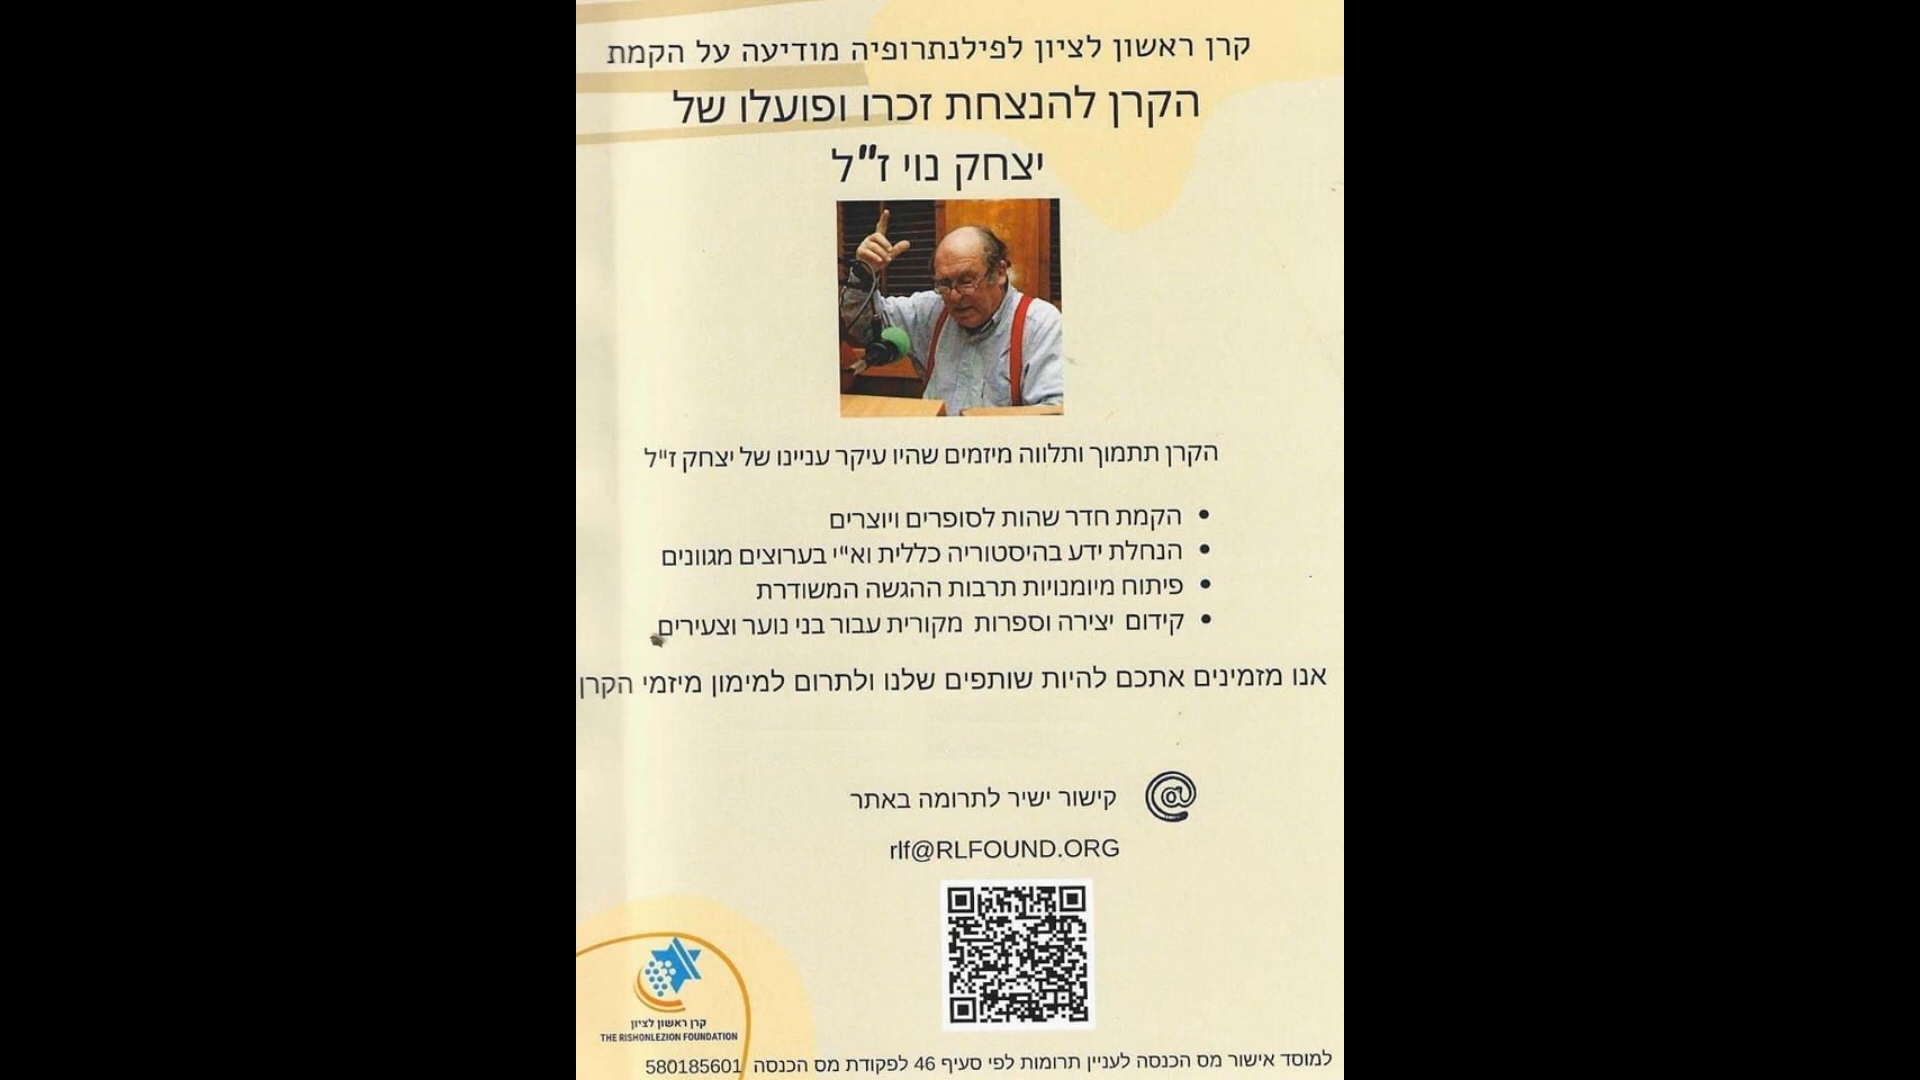 קרן ראשון לציון לפילנתרופיה מודיעה על הקמת
הקרן להנצחת זכרו ופועלו של
יצחק נוי ז"ל
הקרן תתמוך ותלווה מיזמים שהיו עיקר עניינו של יצחק ז"ל
• הקמת חדר שהות לסופרים ויוצרים
• הנחלת ידע בהיסטוריה כללית וא"י בערוצים מגוונים
• פיתוח מיומנויות תרבות ההגשה המשודרת
• קידום יצירה וספרות מקורית עבור בני נוער וצעירים
אנו מזמינים אתכם להיות שותפים שלנו ולתרום למימון מיזמי הקרן
@ קישור ישיר לתרומה באתר
rlf@RLFOUND.ORG
קרן ראשון לציון
THE RISHONLEZION FOUNDATION
למוסד אישור מס הכנסה לעניין תרומות לפי סעיף 46 לפקודת מס הכנסה 580185601